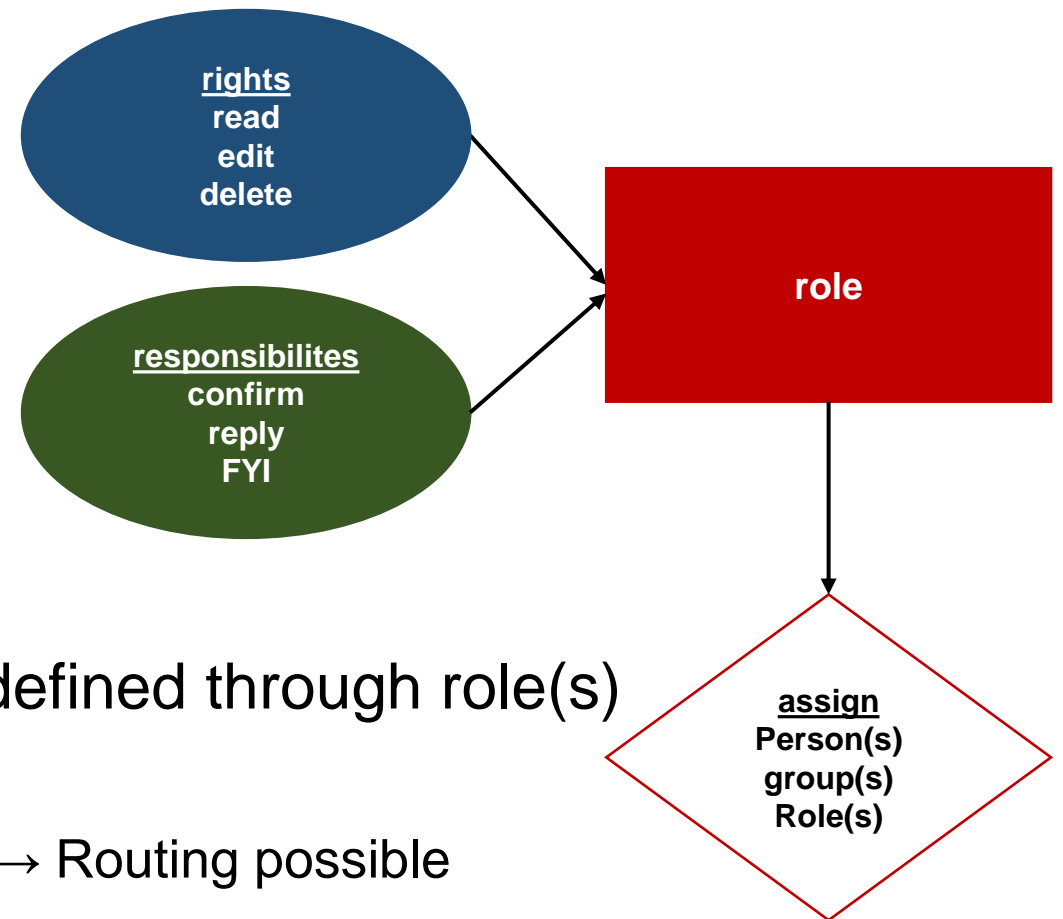 rights
read
edit
delete
role
responsibilites
confirm
reply
FYI
defined through role(s)
assign
Person(s)
group(s)
Role(s)
→ Routing possible